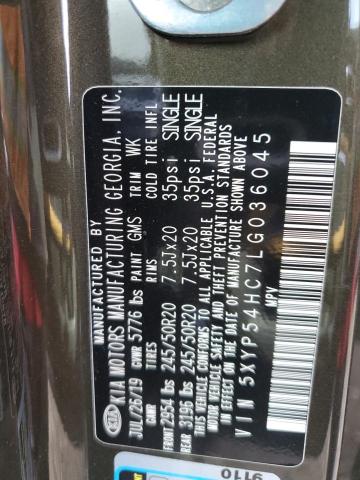 MANUFACTURED BY
KIA KIA MOTORS MANUFACTURING GEORGIA, INC.
JUL/26/19 GVWR 5776 lbs PAINT GMS TRIM WK
GAWR TIRES RIMS COLD TIRE INFL
FRONT 2954 lbs 245/50R20 7.5Jx20 35psi SINGLE
REAR 3196 lbs 245/50R20 7.5Jx20 35psi SINGLE
THIS VEHICLE CONFORMS TO ALL APPLICABLE U.S.A FEDERAL
MOTOR VEHICLE SAFETY AND THEFT PREVENTION STANDARDS
IN EFFECT ON THE DATE OF MANUFACTURE SHOWN ABOVE
VIN 5XYP54HC7LG036045
MPV
9110